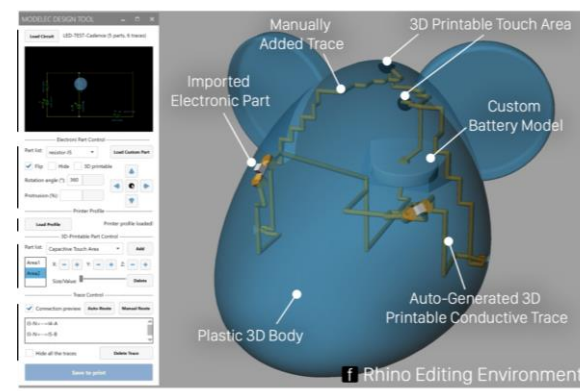 MODELEC DESIGN TOOL
Load Circuit LED-TEST-Cadence (5 parts, 6 traces)
Electronic Part Control
Part list: resistor-I5 Load Custom Part
Flip Hide 3D printable
Rotation angle (°): 360
Protrusion (%):
Printer Profile
Load Profile Printer profile loaded!
3D-Printable Part Control
Part list: Capacitive Touch Area Add
Area1 X: - + Y: - + Z: - +
Area2
Size/Value Delete
Trace Control
Connection preview Auto-Route Manual Route
Hide all the traces Delete Trace
Save to print
Manually
Added Trace
3D Printable Touch Area
Imported
Electronic Part
Custom
Battery Model
Auto-Generated 3D
Printable Conductive Trace
Plastic 3D Body
f Rhino Editing Environment